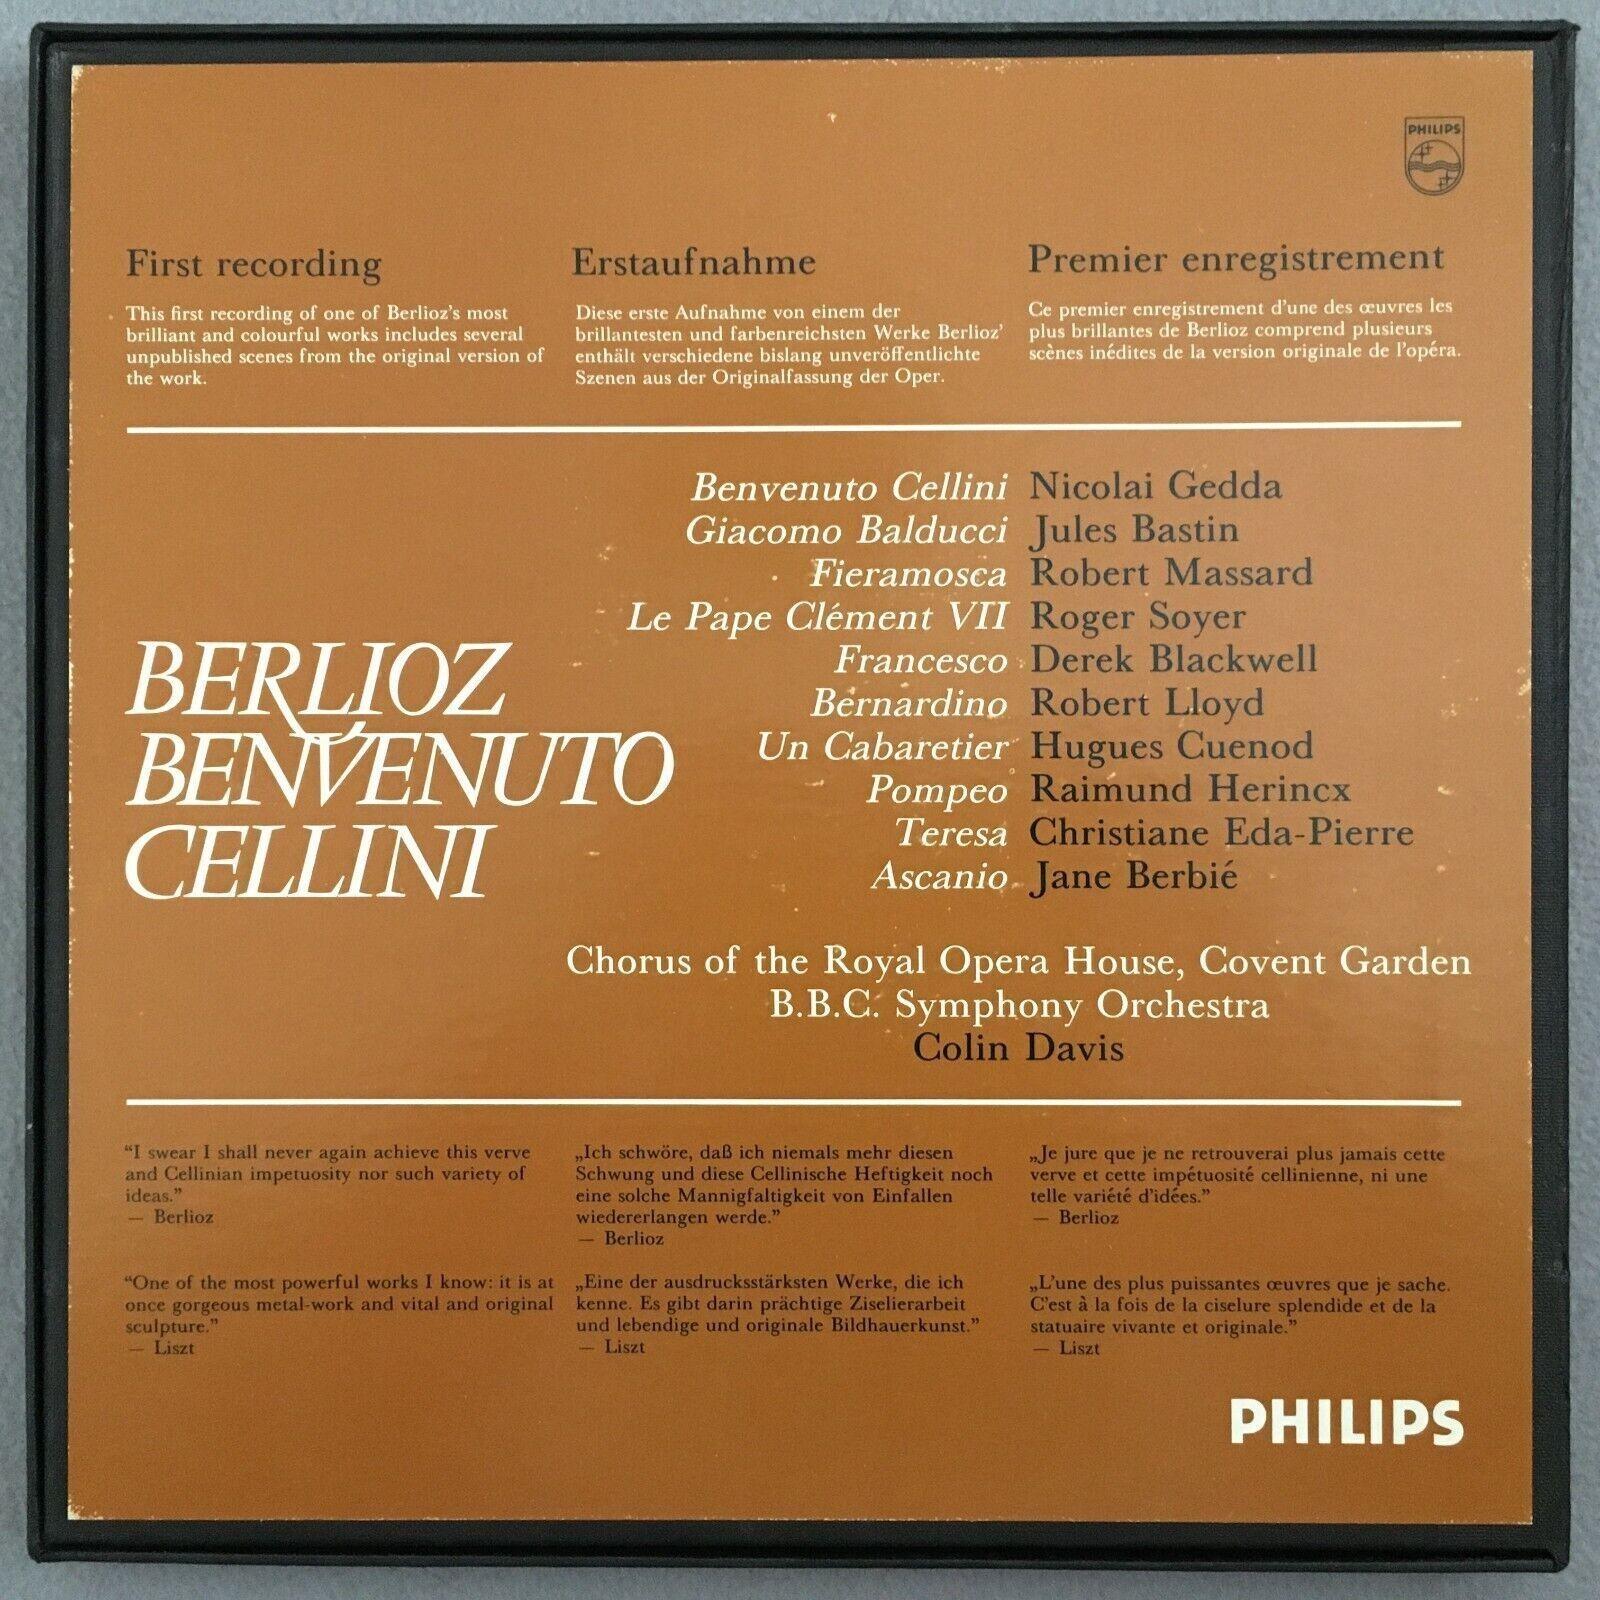 PHILIPS
First recording
This first recording of one of Berlioz's most
brilliant and colourful works includes several
unpublished scenes from the original version of
the work.
Erstaufnahme
Diese erste Aufnahme von einem der
brillantesten und farbenreichsten Werke Berlioz'
enthält verschiedene bislang unveröffentlichte
Szenen aus der Originalfassung der Oper.
Premier enregistrement
Ce premier enregistrement d'une des œuvres les
plus brillantes de Berlioz comprend plusieurs
scènes inédites de la version originale de l'opéra.
BERLIOZ
BENVENUTO
CELLINI
Benvenuto Cellini Nicolai Gedda
Giacomo Balducci Jules Bastin
Fieramosca Robert Massard
Le Pape Clément VII Roger Soyer
Francesco Derek Blackwell
Bernardino Robert Lloyd
Un Cabaretier Hugues Cuenod
Pompeo Raimund Herincx
Teresa Christiane Eda-Pierre
Ascanio Jane Berbié
Chorus of the Royal Opera House, Covent Garden
B.B.C. Symphony Orchestra
Colin Davis
“I swear I shall never again achieve this verve
and Cellinian impetuosity nor such variety of
ideas.”
— Berlioz
“One of the most powerful works I know: it is at
once gorgeous metal-work and vital and original
sculpture.”
— Liszt
„Ich schwöre, daß ich niemals mehr diesen
Schwung und diese Cellinische Heftigkeit noch
eine solche Mannigfaltigkeit von Einfallen
wiedererlangen werde.”
— Berlioz
„Eine der ausdrucksstärksten Werke, die ich
kenne. Es gibt darin prächtige Ziselierarbeit
und lebendige und originale Bildhauerkunst.”
— Liszt
„Je jure que je ne retrouverai plus jamais cette
verve et cette impétuosité cellinienne, ni une
telle variété d'idées.”
— Berlioz
„L'une des plus puissantes œuvres que je sache.
C'est à la fois de la ciselure splendide et de la
statuaire vivante et originale.”
— Liszt
PHILIPS